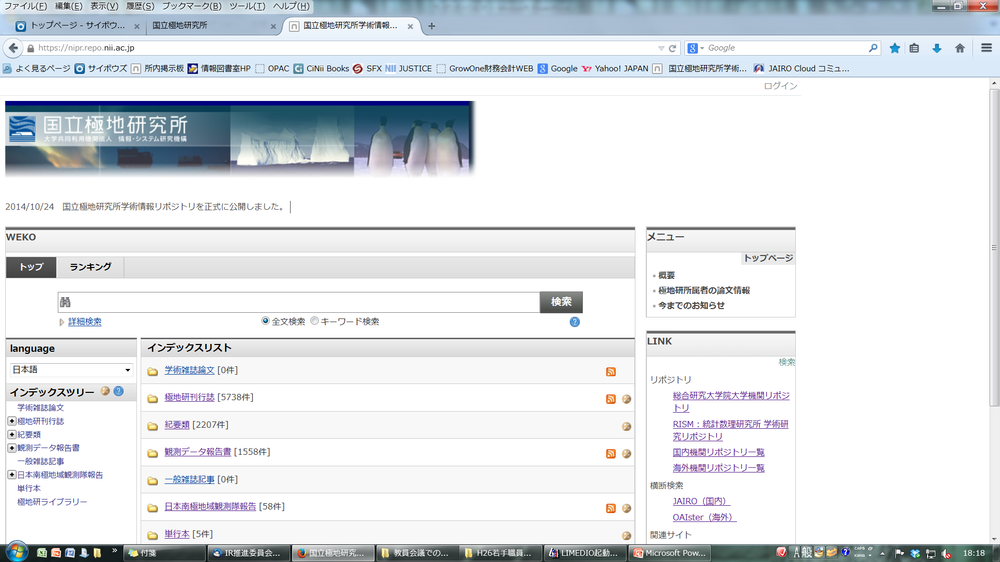 ファイル(F) 編集(E) 表示(V) 履歴(S) ブックマーク(B) ツール(T) ヘルプ(H)
トップページ - サイボウ... 国立極地研究所 国立極地研究所学術情報...
https://nipr.repo.nii.ac.jp Google
よく見るページ サイボウズ 所内掲示板 情報図書室HP OPAC CiNii Books SFX JUSTICE GrowOne財務会計WEB Google Yahoo! JAPAN 国立極地研究所学術... JAIRO Cloud コミュ...
ログイン
国立極地研究所
大学共同利用機関法人 情報・システム研究機構
2014/10/24 国立極地研究所学術情報リポジトリを正式に公開しました。
WEKO
トップ ランキング
検索
詳細検索 全文検索 キーワード検索
language
日本語
インデックスツリー
学術雑誌論文
極地研刊行誌
紀要類
観測データ報告書
一般雑誌記事
日本南極地域観測隊報告
単行本
極地研ライブラリー
インデックスリスト
学術雑誌論文 [0件]
極地研刊行誌 [5738件]
紀要類 [2207件]
観測データ報告書 [1558件]
一般雑誌記事 [0件]
日本南極地域観測隊報告 [58件]
単行本 [5件]
メニュー
トップページ
概要
極地研所属者の論文情報
今までのお知らせ
LINK
検索
リポジトリ
総合研究大学院大学機関リポジ
トリ
RISM：統計数理研究所 学術研
究リポジトリ
国内機関リポジトリ一覧
海外機関リポジトリ一覧
横断検索
JAIRO（国内）
OAIster（海外）
関連サイト
付箋 IR推進委員会... 国立極地研究... 教員会議での... H26若手職員... LIMEDIO起動... Microsoft Pow... A 般 CAPS KANA 18:18